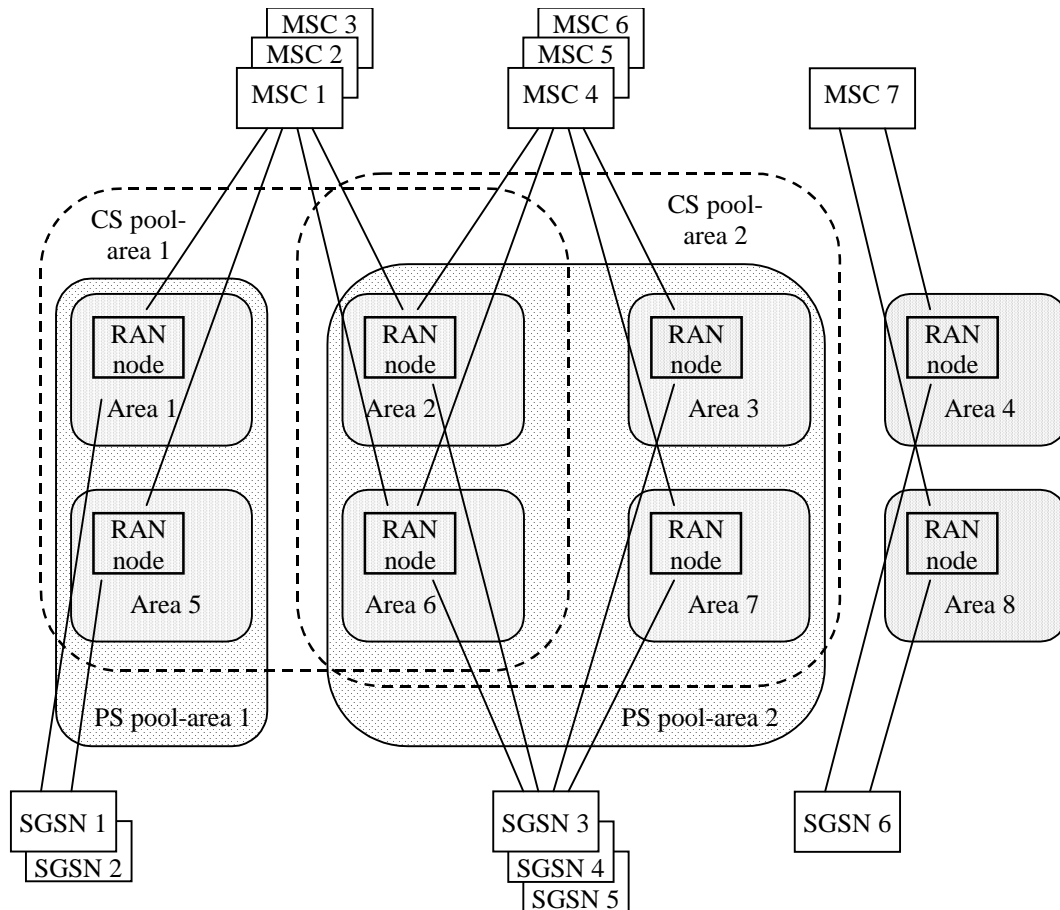 MSC 3
MSC 2
MSC 1
MSC 6
MSC 5
MSC 4
MSC 7
CS pool-
area 1
CS pool-
area 2
RAN
node
Area 1
RAN
node
Area 2
RAN
node
Area 3
RAN
node
Area 4
RAN
node
Area 5
RAN
node
Area 6
RAN
node
Area 7
RAN
node
Area 8
PS pool-area 1
PS pool-area 2
SGSN 1
SGSN 2
SGSN 3
SGSN 4
SGSN 5
SGSN 6